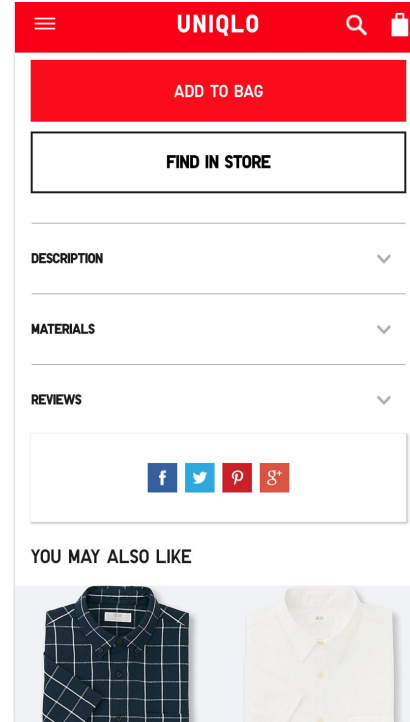 UNIQLO
ADD TO BAG
FIND IN STORE
DESCRIPTION
MATERIALS
REVIEWS
f
g+
YOU MAY ALSO LIKE